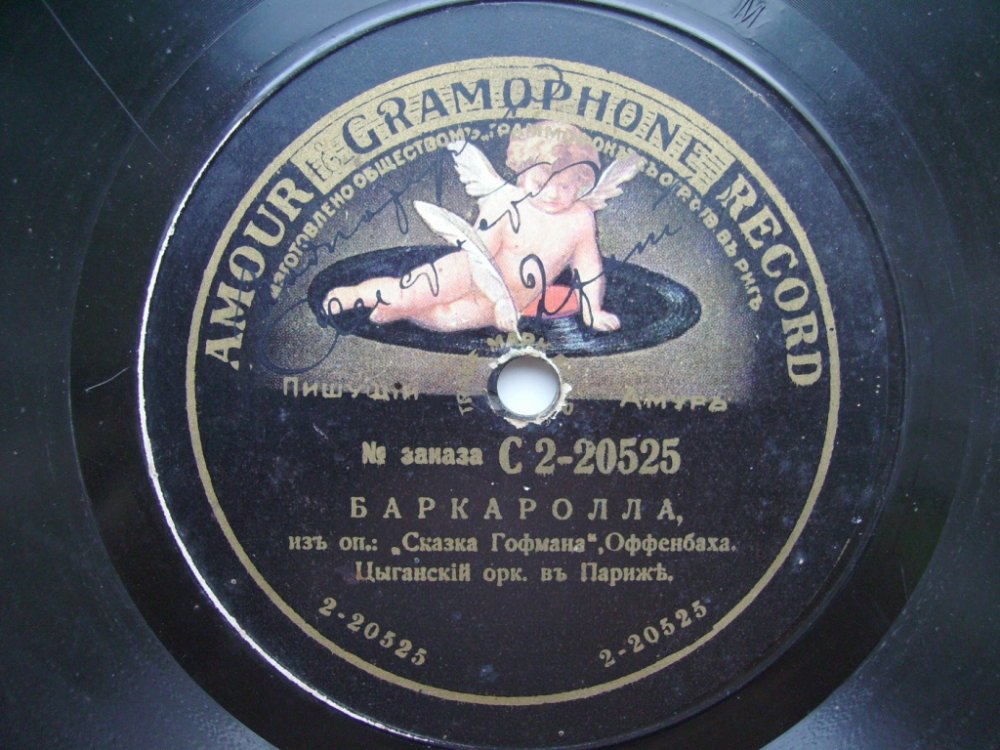 AMOUR GRAMOPHONE RECORD
ИЗГОТОВЛЕНО ОБЩЕСТВОМЪ „ГРАММОФОНЪ" ВЪ РИГѢ
ПИШУЩІЙ АМУРЪ
№ заказа С 2-20525
БАРКАРОЛЛА,
изъ оп.: „Сказка Гофмана“, Оффенбаха.
Цыганскій орк. въ Парижѣ.
2-20525 2-20525